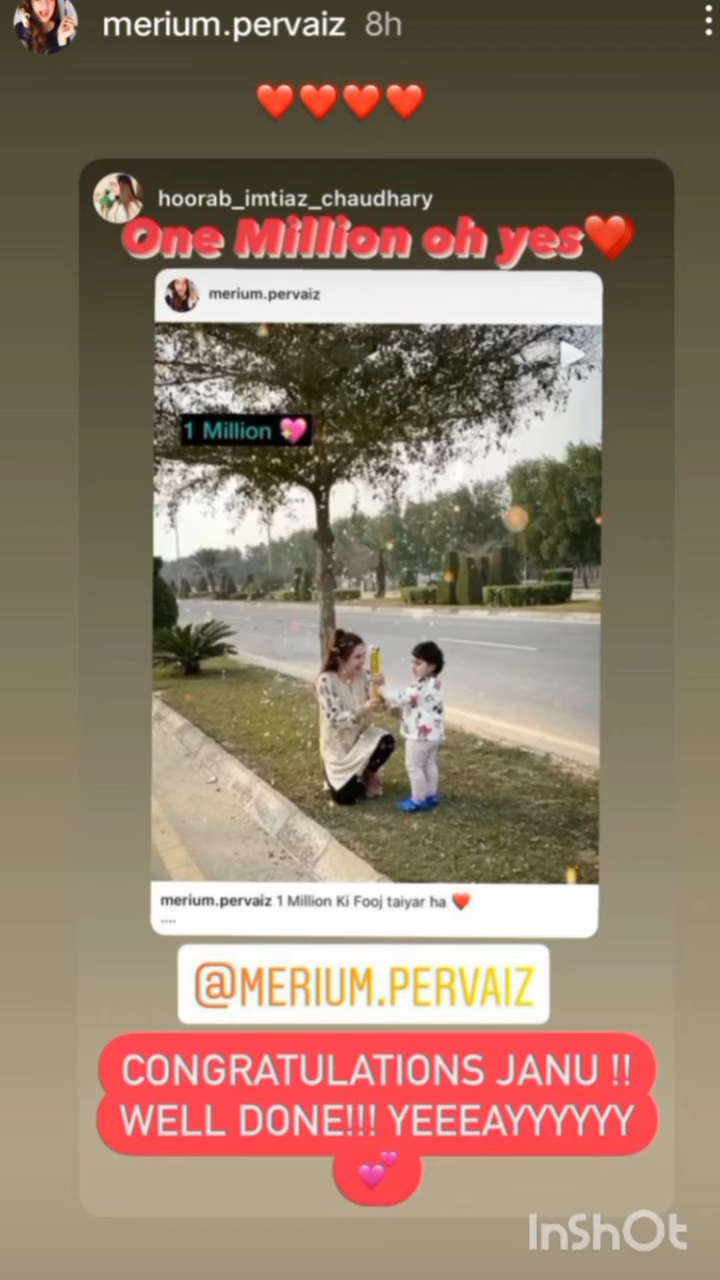 merium.pervaiz 8h
❤️❤️❤️❤️
hoorab_imtiaz_chaudhary
One Million oh yes❤️
merium.pervaiz
1 Million 💖
merium.pervaiz 1 Million Ki Fooj taiyar ha ❤️
....
@MERIUM.PERVAIZ
CONGRATULATIONS JANU !!
WELL DONE!!! YEEEAYYYYYY
💕
InShOt